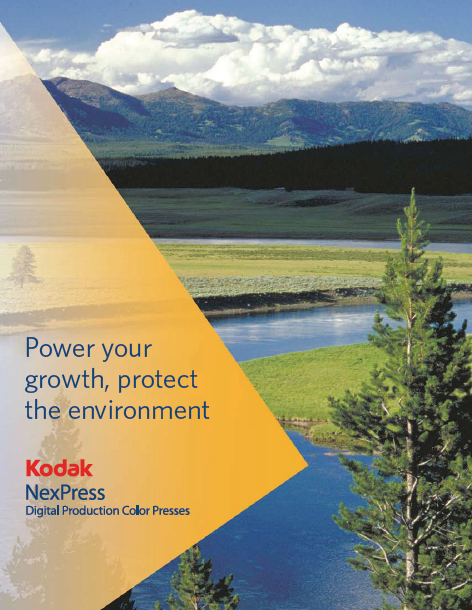 Power your
growth, protect
the environment
Kodak
NexPress
Digital Production Color Presses